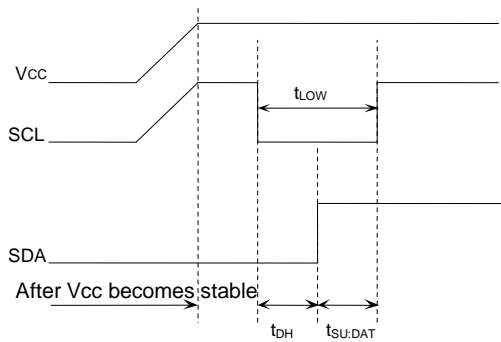 VCC
tLOW
SCL
SDA
After Vcc becomes stable
tDH
tSU:DAT